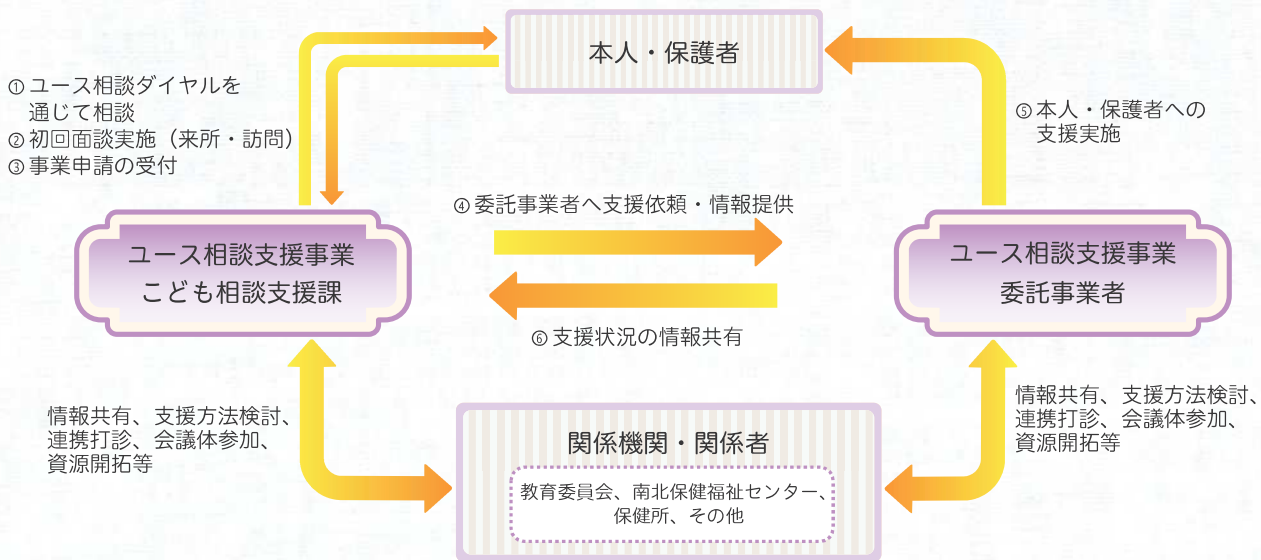 本人・保護者
① ユース相談ダイヤルを
通じて相談
② 初回面談実施（来所・訪問）
③ 事業申請の受付
⑤ 本人・保護者への
支援実施
④ 委託事業者へ支援依頼・情報提供
ユース相談支援事業
こども相談支援課
ユース相談支援事業
委託事業者
⑥ 支援状況の情報共有
情報共有、支援方法検討、
連携打診、会議体参加、
資源開拓等
情報共有、支援方法検討、
連携打診、会議体参加、
資源開拓等
関係機関・関係者
教育委員会、南北保健福祉センター、
保健所、その他